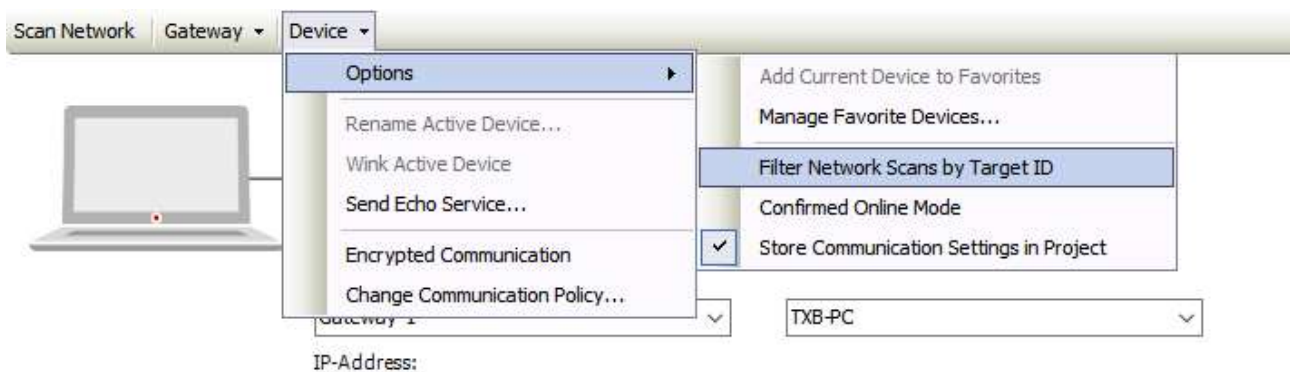 Scan Network Gateway Device
Options
Rename Active Device...
Wink Active Device
Send Echo Service...
Encrypted Communication
Change Communication Policy...
Add Current Device to Favorites
Manage Favorite Devices...
Filter Network Scans by Target ID
Confirmed Online Mode
Store Communication Settings in Project
Gateway-1
TXB-PC
IP-Address: